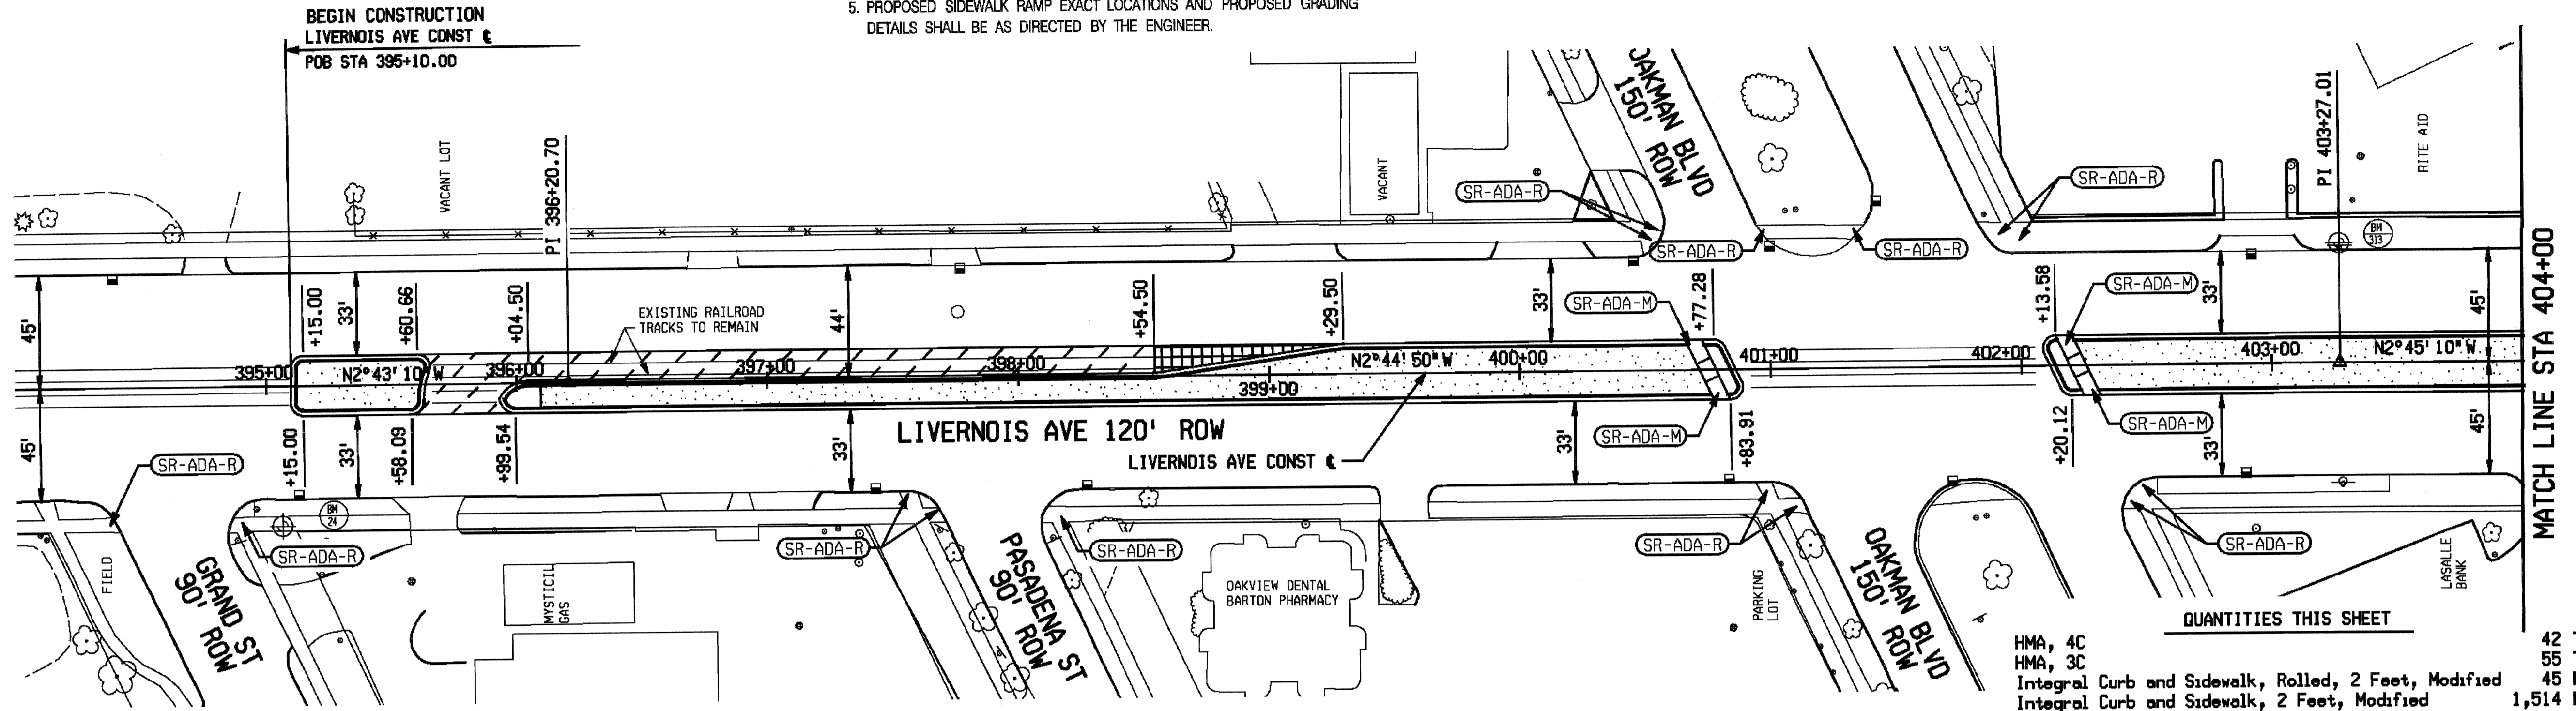 5. PROPOSED SIDEWALK RAMP EXACT LOCATIONS AND PROPOSED GRADING
DETAILS SHALL BE AS DIRECTED BY THE ENGINEER.
BEGIN CONSTRUCTION
LIVERNOIS AVE CONST ℄
POB STA 395+10.00
VACANT LOT
PI 396+20.70
VACANT
OAKMAN BLVD
150' ROW
SR-ADA-R
SR-ADA-R
SR-ADA-R
SR-ADA-R
PI 403+27.01
BM
313
RITE AID
MATCH LINE STA 404+00
45'
+15.00
33'
+60.66
+04.50
EXISTING RAILROAD
TRACKS TO REMAIN
44'
+54.50
+29.50
33'
SR-ADA-M
+77.28
+13.58
SR-ADA-M
33'
45'
395+00
N2°43' 10" W
396+00
397+00
398+00
399+00
N2°44' 50" W
400+00
401+00
402+00
403+00
N2°45' 10" W
45'
+15.00
33'
+58.09
+99.54
33'
LIVERNOIS AVE 120' ROW
LIVERNOIS AVE CONST ℄
33'
SR-ADA-M
+83.91
+20.12
SR-ADA-M
33'
45'
SR-ADA-R
BM
24
SR-ADA-R
SR-ADA-R
SR-ADA-R
SR-ADA-R
SR-ADA-R
FIELD
GRAND ST
90' ROW
MYSTICIL
GAS
PASADENA ST
90' ROW
OAKVIEW DENTAL
BARTON PHARMACY
PARKING
LOT
OAKMAN BLVD
150' ROW
LASALLE
BANK
QUANTITIES THIS SHEET
HMA, 4C 42
HMA, 3C 55
Integral Curb and Sidewalk, Rolled, 2 Feet, Modified 45
Integral Curb and Sidewalk, 2 Feet, Modified 1,514